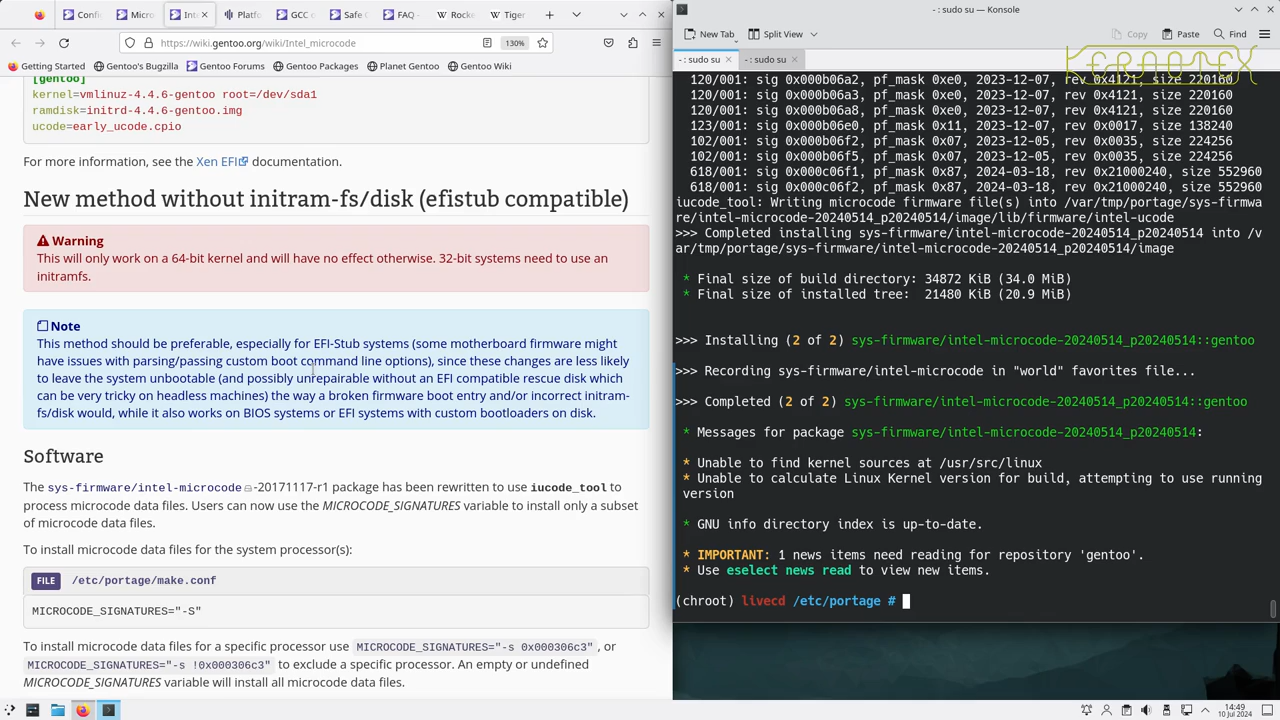 Config
Micro
Inte
Platfo
GCC e
Safe C
FAQ -
Rocke
Tiger
https://wiki.gentoo.org/wiki/Intel_microcode
130%
Getting Started
Gentoo's Bugzilla
Gentoo Forums
Gentoo Packages
Planet Gentoo
Gentoo Wiki
[gentoo]
kernel=vmlinuz-4.4.6-gentoo root=/dev/sda1
ramdisk=initrd-4.4.6-gentoo.img
ucode=early_ucode.cpio
For more information, see the Xen EFI documentation.
New method without initram-fs/disk (efistub compatible)
Warning
This will only work on a 64-bit kernel and will have no effect otherwise. 32-bit systems need to use an
initramfs.
Note
This method should be preferable, especially for EFI-Stub systems (some motherboard firmware might
have issues with parsing/passing custom boot command line options), since these changes are less likely
to leave the system unbootable (and possibly unrepairable without an EFI compatible rescue disk which
can be very tricky on headless machines) the way a broken firmware boot entry and/or incorrect initram-
fs/disk would, while it also works on BIOS systems or EFI systems with custom bootloaders on disk.
Software
The sys-firmware/intel-microcode-20171117-r1 package has been rewritten to use iucode_tool to
process microcode data files. Users can now use the MICROCODE_SIGNATURES variable to install only a subset
of microcode data files.
To install microcode data files for the system processor(s):
FILE /etc/portage/make.conf
MICROCODE_SIGNATURES="-S"
To install microcode data files for a specific processor use MICROCODE_SIGNATURES="-s 0x000306c3", or
MICROCODE_SIGNATURES="-s !0x000306c3" to exclude a specific processor. An empty or undefined
MICROCODE_SIGNATURES variable will install all microcode data files.
- : sudo su — Konsole
New Tab
Split View
Copy
Paste
Find
- : sudo su
- : sudo su
KERNOTEX
120/001: sig 0x000b06a2, pf_mask 0xe0, 2023-12-07, rev 0x4121, size 220160
120/001: sig 0x000b06a3, pf_mask 0xe0, 2023-12-07, rev 0x4121, size 220160
120/001: sig 0x000b06a8, pf_mask 0xe0, 2023-12-07, rev 0x4121, size 220160
123/001: sig 0x000b06e0, pf_mask 0x11, 2023-12-07, rev 0x0017, size 138240
102/001: sig 0x000b06f2, pf_mask 0x07, 2023-12-05, rev 0x0035, size 224256
102/001: sig 0x000b06f5, pf_mask 0x07, 2023-12-05, rev 0x0035, size 224256
618/001: sig 0x000c06f1, pf_mask 0x87, 2024-03-18, rev 0x21000240, size 552960
618/001: sig 0x000c06f2, pf_mask 0x87, 2024-03-18, rev 0x21000240, size 552960
iucode_tool: Writing microcode firmware file(s) into /var/tmp/portage/sys-firmwa
re/intel-microcode-20240514_p20240514/image/lib/firmware/intel-ucode
>>> Completed installing sys-firmware/intel-microcode-20240514_p20240514 into /v
ar/tmp/portage/sys-firmware/intel-microcode-20240514_p20240514/image
* Final size of build directory: 34872 KiB (34.0 MiB)
* Final size of installed tree: 21480 KiB (20.9 MiB)
>>> Installing (2 of 2) sys-firmware/intel-microcode-20240514_p20240514::gentoo
>>> Recording sys-firmware/intel-microcode in "world" favorites file...
>>> Completed (2 of 2) sys-firmware/intel-microcode-20240514_p20240514::gentoo
* Messages for package sys-firmware/intel-microcode-20240514_p20240514:
* Unable to find kernel sources at /usr/src/linux
* Unable to calculate Linux Kernel version for build, attempting to use running
version
* GNU info directory index is up-to-date.
* IMPORTANT: 1 news items need reading for repository 'gentoo'.
* Use eselect news read to view new items.
(chroot) livecd /etc/portage #
14:49
10 Jul 2024